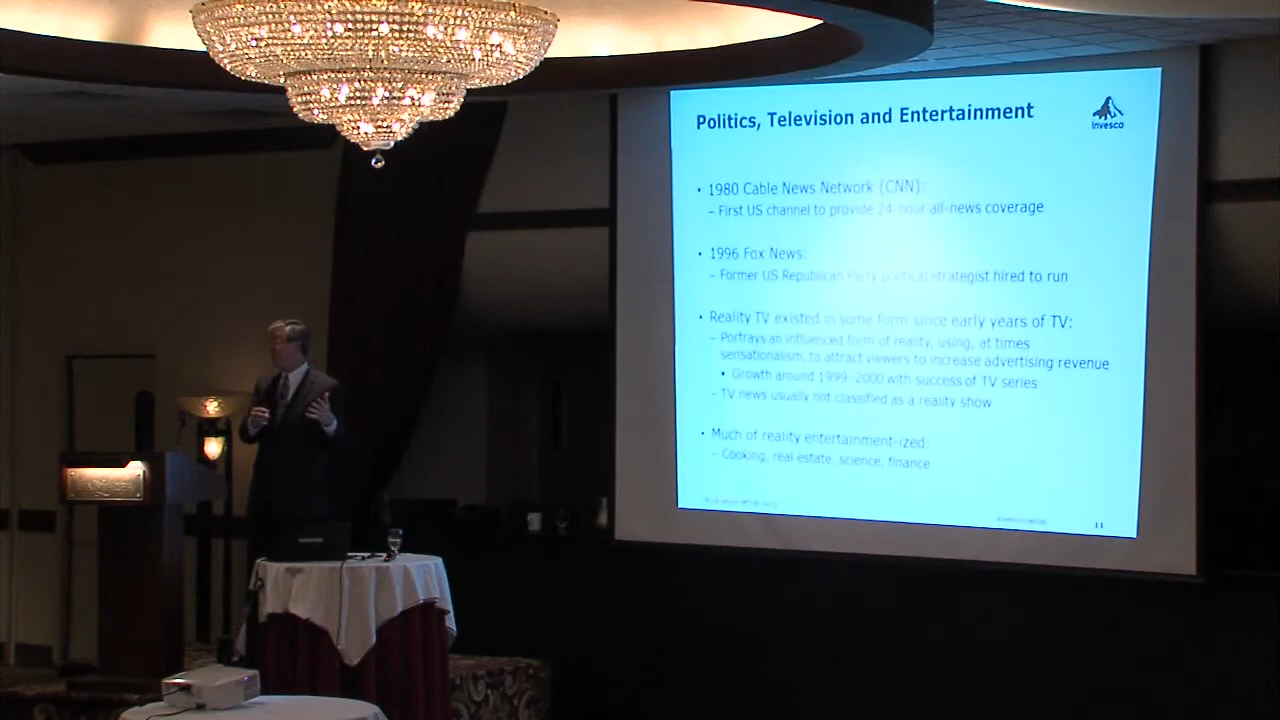 Politics, Television and Entertainment
Invesco
• 1980 Cable News Network (CNN):
– First US channel to provide 24-hour all-news coverage
• 1996 Fox News:
– Former US Republican Party political strategist hired to run
• Reality TV existed in some form since early years of TV:
– Portrays an influenced form of reality, using, at times
sensationalism, to attract viewers to increase advertising revenue
• Growth around 1999–2000 with success of TV series
– TV news usually not classified as a reality show
• Much of reality entertainment-ized:
– Cooking, real estate, science, finance
11